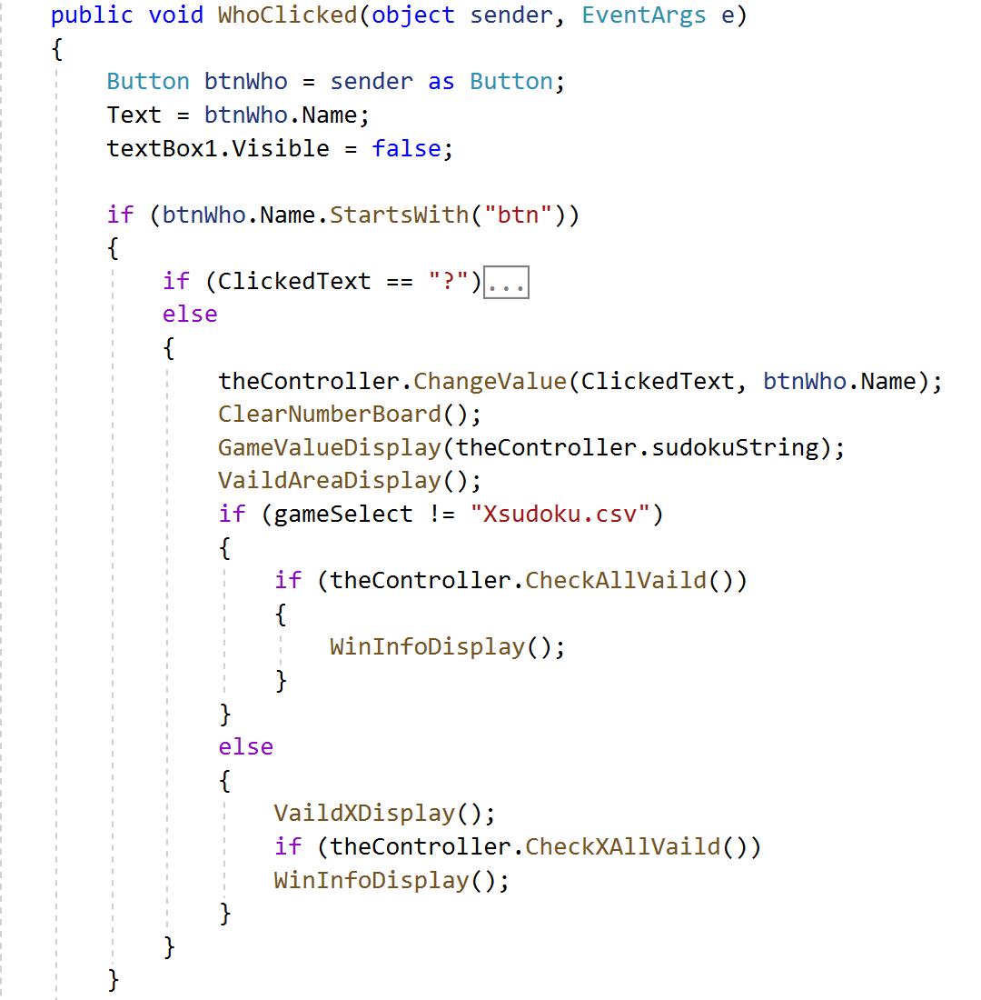 public void WhoClicked(object sender, EventArgs e)
{
Button btnWho = sender as Button;
Text = btnWho.Name;
textBox1.Visible = false;
if (btnWho.Name.StartsWith("btn"))
{
if (ClickedText == "?")...
else
{
theController.ChangeValue(ClickedText, btnWho.Name);
ClearNumberBoard();
GameValueDisplay(theController.sudokuString);
VaildAreaDisplay();
if (gameSelect != "Xsudoku.csv")
{
if (theController.CheckAllVaild())
{
WinInfoDisplay();
}
}
else
{
VaildXDisplay();
if (theController.CheckXAllVaild())
WinInfoDisplay();
}
}
}